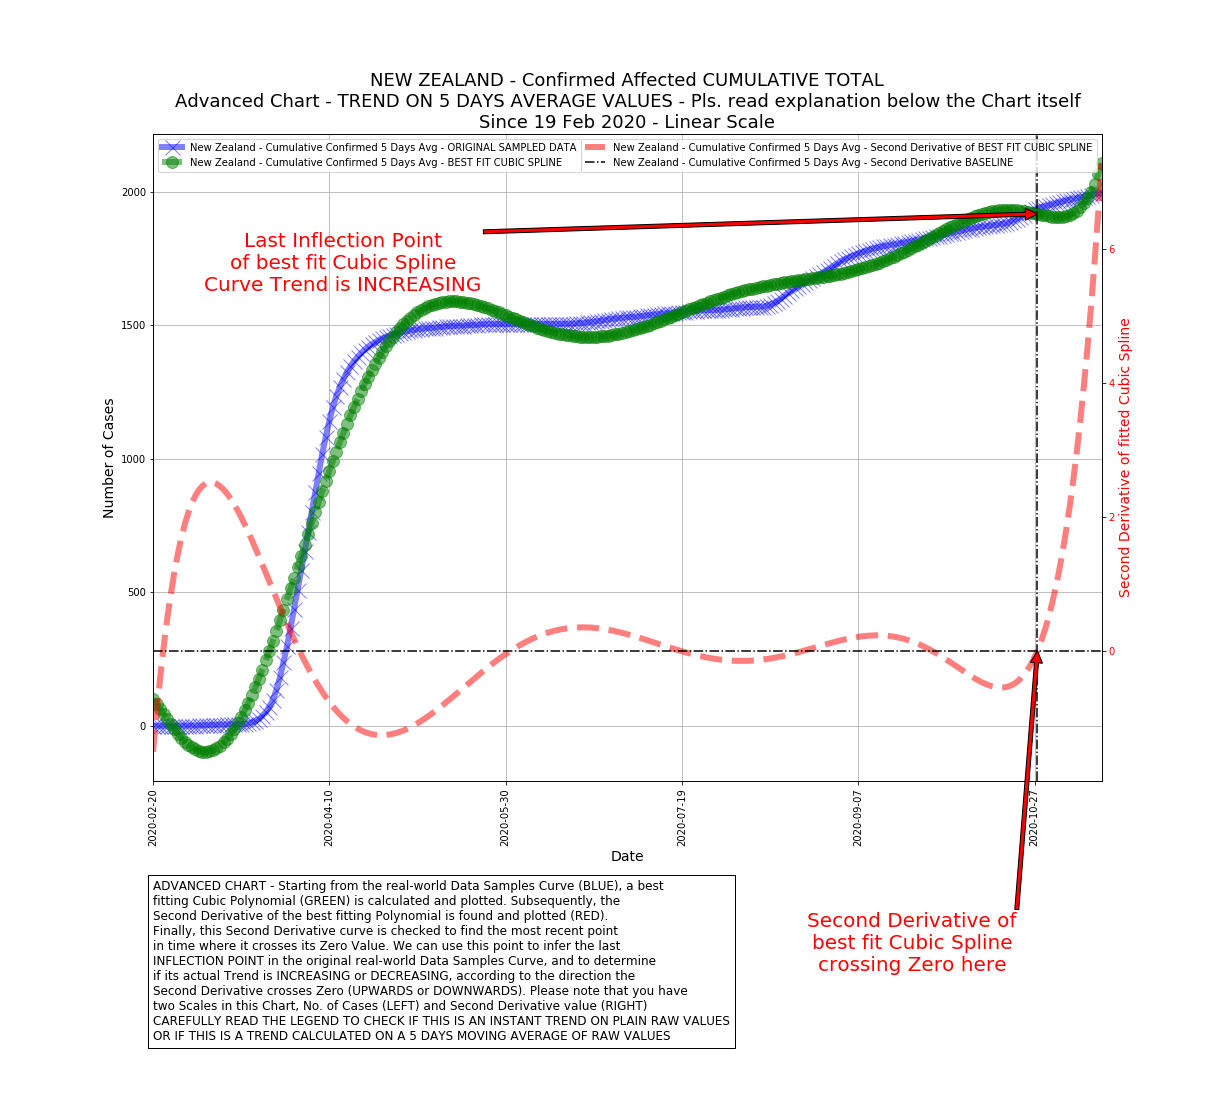 NEW ZEALAND - Confirmed Affected CUMULATIVE TOTAL
Advanced Chart - TREND ON 5 DAYS AVERAGE VALUES - Pls. read explanation below the Chart itself
Since 19 Feb 2020 - Linear Scale
New Zealand - Cumulative Confirmed 5 Days Avg - ORIGINAL SAMPLED DATA
New Zealand - Cumulative Confirmed 5 Days Avg - BEST FIT CUBIC SPLINE
New Zealand - Cumulative Confirmed 5 Days Avg - Second Derivative of BEST FIT CUBIC SPLINE
New Zealand - Cumulative Confirmed 5 Days Avg - Second Derivative BASELINE
Last Inflection Point
of best fit Cubic Spline
Curve Trend is INCREASING
Number of Cases
2000
1500
1000
500
0
6
4
2
0
Second Derivative of fitted Cubic Spline
2020-02-20
2020-04-10
2020-05-30
2020-07-19
2020-09-07
2020-10-27
Date
ADVANCED CHART - Starting from the real-world Data Samples Curve (BLUE), a best
fitting Cubic Polynomial (GREEN) is calculated and plotted. Subsequently, the
Second Derivative of the best fitting Polynomial is found and plotted (RED).
Finally, this Second Derivative curve is checked to find the most recent point
in time where it crosses its Zero Value. We can use this point to infer the last
INFLECTION POINT in the original real-world Data Samples Curve, and to determine
if its actual Trend is INCREASING or DECREASING, according to the direction the
Second Derivative crosses Zero (UPWARDS or DOWNWARDS). Please note that you have
two Scales in this Chart, No. of Cases (LEFT) and Second Derivative value (RIGHT)
CAREFULLY READ THE LEGEND TO CHECK IF THIS IS AN INSTANT TREND ON PLAIN RAW VALUES
OR IF THIS IS A TREND CALCULATED ON A 5 DAYS MOVING AVERAGE OF RAW VALUES
Second Derivative of
best fit Cubic Spline
crossing Zero here